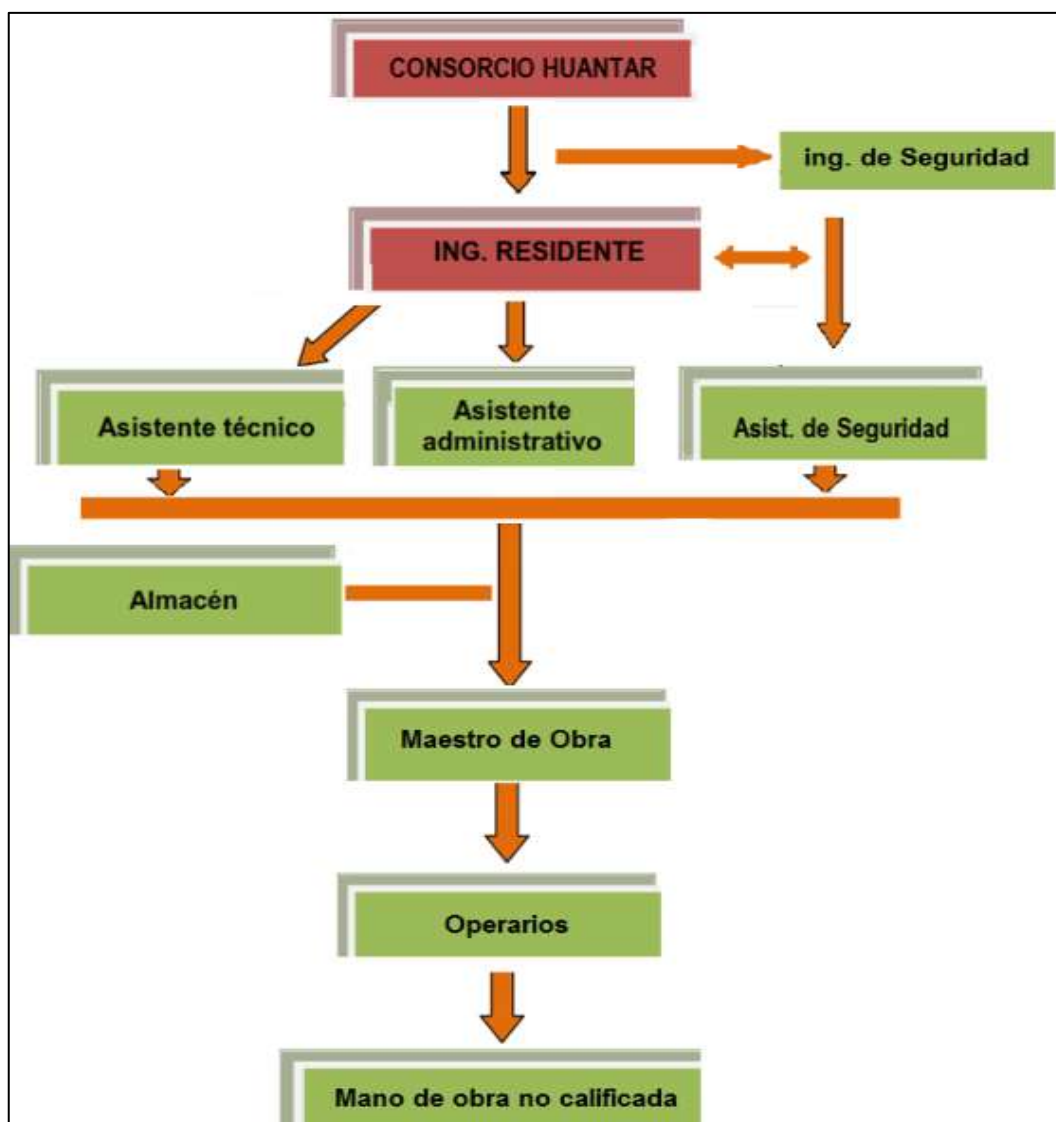 CONSORCIO HUANTAR
ing. de Seguridad
ING. RESIDENTE
Asistente técnico
Asistente
administrativo
Asist. de Seguridad
Almacén
Maestro de Obra
Operarios
Mano de obra no calificada